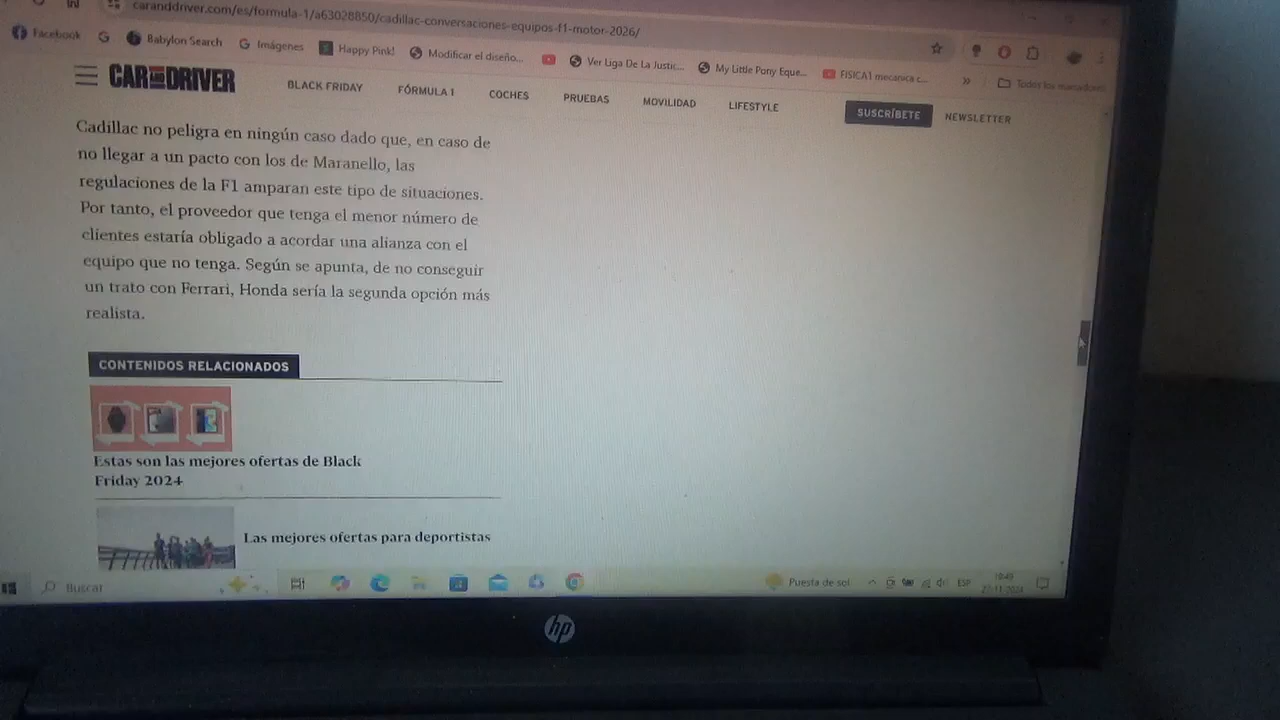 caranddriver.com/es/formula-1/a63028850/cadillac-conversaciones-equipos-f1-motor-2026/
Facebook
Babylon Search
Imágenes
Happy Pink!
Modificar el diseño...
Ver Liga De La Justic...
My Little Pony Eque...
FISICA1 mecanica c...
»
Todos los marcadores
CAR AND DRIVER
BLACK FRIDAY
FÓRMULA 1
COCHES
PRUEBAS
MOVILIDAD
LIFESTYLE
SUSCRÍBETE
NEWSLETTER
Cadillac no peligra en ningún caso dado que, en caso de
no llegar a un pacto con los de Maranello, las
regulaciones de la F1 amparan este tipo de situaciones.
Por tanto, el proveedor que tenga el menor número de
clientes estaría obligado a acordar una alianza con el
equipo que no tenga. Según se apunta, de no conseguir
un trato con Ferrari, Honda sería la segunda opción más
realista.
CONTENIDOS RELACIONADOS
Estas son las mejores ofertas de Black
Friday 2024
Las mejores ofertas para deportistas
Buscar
Puesta de sol
ESP
hp